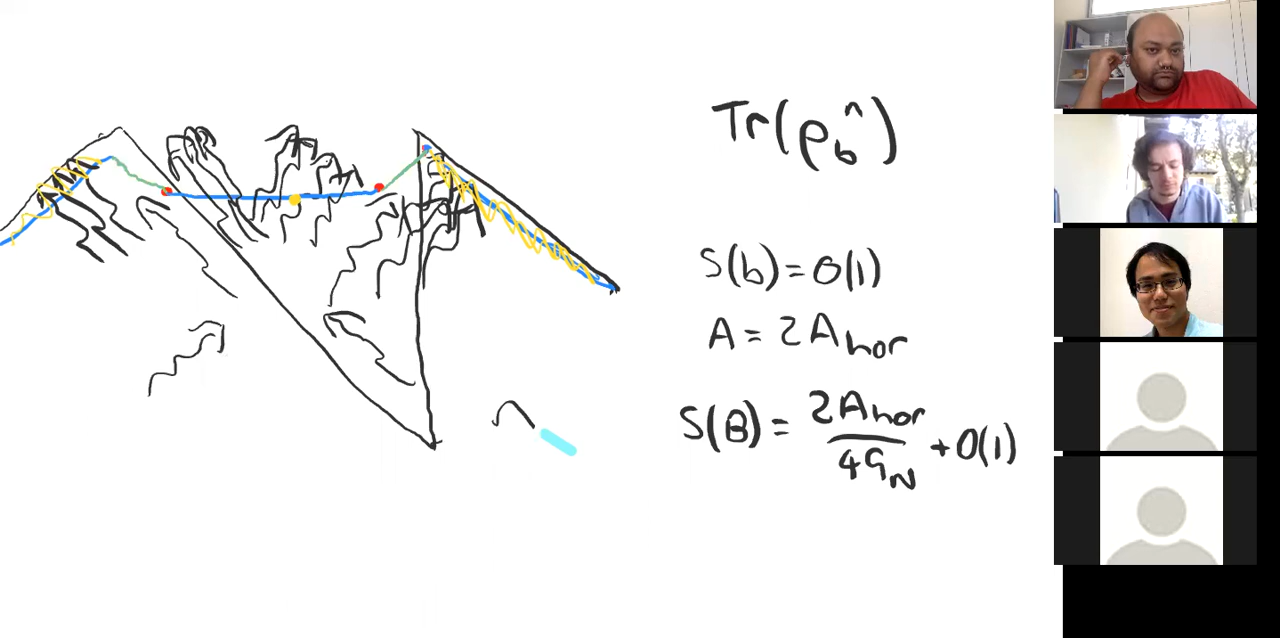 Tr(ρ_b^n)
S(b) = O(1)
A = 2A_hor
S(B) = 2A_hor / 4G_N + O(1)